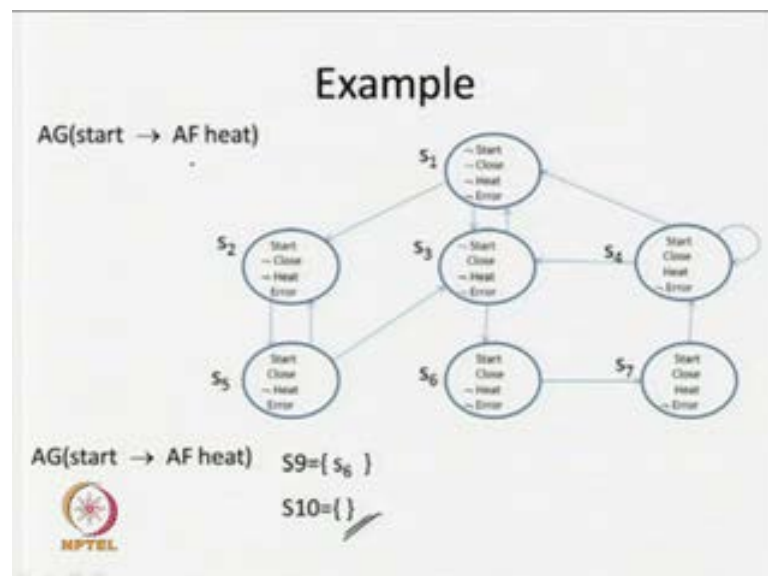 Example
AG(start → AF heat)
S1
¬ Start
¬ Close
¬ Heat
¬ Error
S2
Start
¬ Close
¬ Heat
Error
S3
¬ Start
Close
¬ Heat
¬ Error
S4
Start
Close
Heat
¬ Error
S5
Start
Close
¬ Heat
Error
S6
Start
Close
¬ Heat
¬ Error
S7
Start
Close
Heat
¬ Error
AG(start → AF heat)
S9={ s6 }
S10={ }
NPTEL